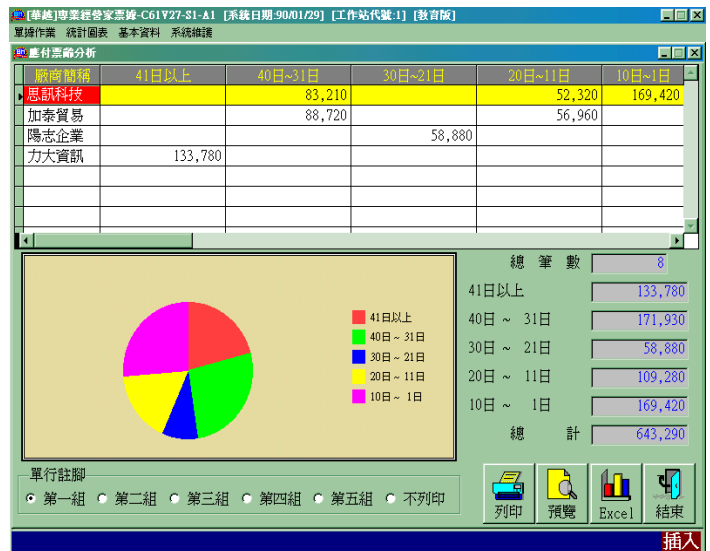 [華越]專業經營家票據-C61V27-S1-A1 [系統日期:90/01/29] [工作站代號:1] [教育版]
票據作業 統計圖表 基本資料 系統維護
應付票齡分析
廠商簡稱 41日以上 40日~31日 30日~21日 20日~11日 10日~1日
思訊科技 83,210 52,320 169,420
加泰貿易 88,720 56,960
陽志企業 58,880
力大資訊 133,780
總 筆 數 8
41日以上 133,780
40日 ~ 31日 171,930
30日 ~ 21日 58,880
20日 ~ 11日 109,280
10日 ~ 1日 169,420
總 計 643,290
41日以上
40日 ~ 31日
30日 ~ 21日
20日 ~ 11日
10日 ~ 1日
單行註腳
第一組 第二組 第三組 第四組 第五組 不列印
列印 預覽 Excel 結束
插入